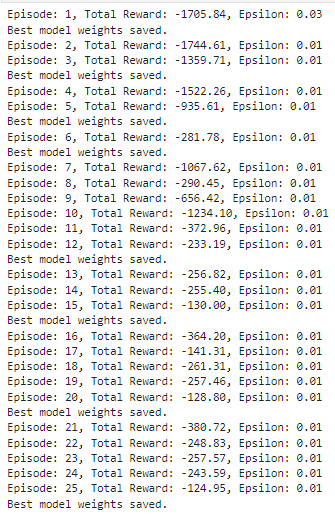 Episode: 1, Total Reward: -1705.84, Epsilon: 0.03
Best model weights saved.
Episode: 2, Total Reward: -1744.61, Epsilon: 0.01
Episode: 3, Total Reward: -1359.71, Epsilon: 0.01
Best model weights saved.
Episode: 4, Total Reward: -1522.26, Epsilon: 0.01
Episode: 5, Total Reward: -935.61, Epsilon: 0.01
Best model weights saved.
Episode: 6, Total Reward: -281.78, Epsilon: 0.01
Best model weights saved.
Episode: 7, Total Reward: -1067.62, Epsilon: 0.01
Episode: 8, Total Reward: -290.45, Epsilon: 0.01
Episode: 9, Total Reward: -656.42, Epsilon: 0.01
Episode: 10, Total Reward: -1234.10, Epsilon: 0.01
Episode: 11, Total Reward: -372.96, Epsilon: 0.01
Episode: 12, Total Reward: -233.19, Epsilon: 0.01
Best model weights saved.
Episode: 13, Total Reward: -256.82, Epsilon: 0.01
Episode: 14, Total Reward: -255.40, Epsilon: 0.01
Episode: 15, Total Reward: -130.00, Epsilon: 0.01
Best model weights saved.
Episode: 16, Total Reward: -364.20, Epsilon: 0.01
Episode: 17, Total Reward: -141.31, Epsilon: 0.01
Episode: 18, Total Reward: -261.31, Epsilon: 0.01
Episode: 19, Total Reward: -257.46, Epsilon: 0.01
Episode: 20, Total Reward: -128.80, Epsilon: 0.01
Best model weights saved.
Episode: 21, Total Reward: -380.72, Epsilon: 0.01
Episode: 22, Total Reward: -248.83, Epsilon: 0.01
Episode: 23, Total Reward: -257.57, Epsilon: 0.01
Episode: 24, Total Reward: -243.59, Epsilon: 0.01
Episode: 25, Total Reward: -124.95, Epsilon: 0.01
Best model weights saved.